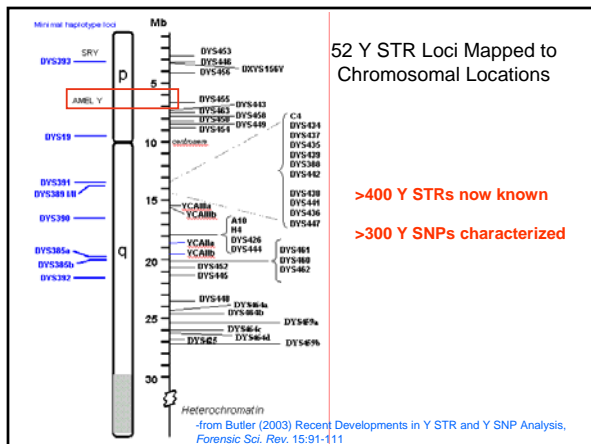 52 Y STR Loci Mapped to
Chromosomal Locations
Minimal haplotype loci
Mb
SRY
DYS393
p
AMEL Y
DYS19
DYS391
DYS389 I/II
DYS390
q
DYS385a
DYS385b
DYS392
5
10
15
20
25
30
DYS453
DYS446
DXYS156Y
DYS456
DYS455
DYS443
DYS463
DYS458
DYS450
DYS449
DYS454
centromere
C4
DYS434
DYS437
DYS435
DYS439
DYS388
DYS442
DYS438
DYS441
DYS436
DYS447
YCAIIIa
YCAIIIb
A10
H4
DYS426
DYS444
YCAIIa
YCAIIb
DYS461
DYS460
DYS462
DYS452
DYS445
DYS448
DYS464a
DYS464b
DYS459a
DYS464c
DYS464d
DYS425
DYS459b
Heterochromatin
>400 Y STRs now known
>300 Y SNPs characterized
-from Butler (2003) Recent Developments in Y STR and Y SNP Analysis,
Forensic Sci. Rev. 15:91-111